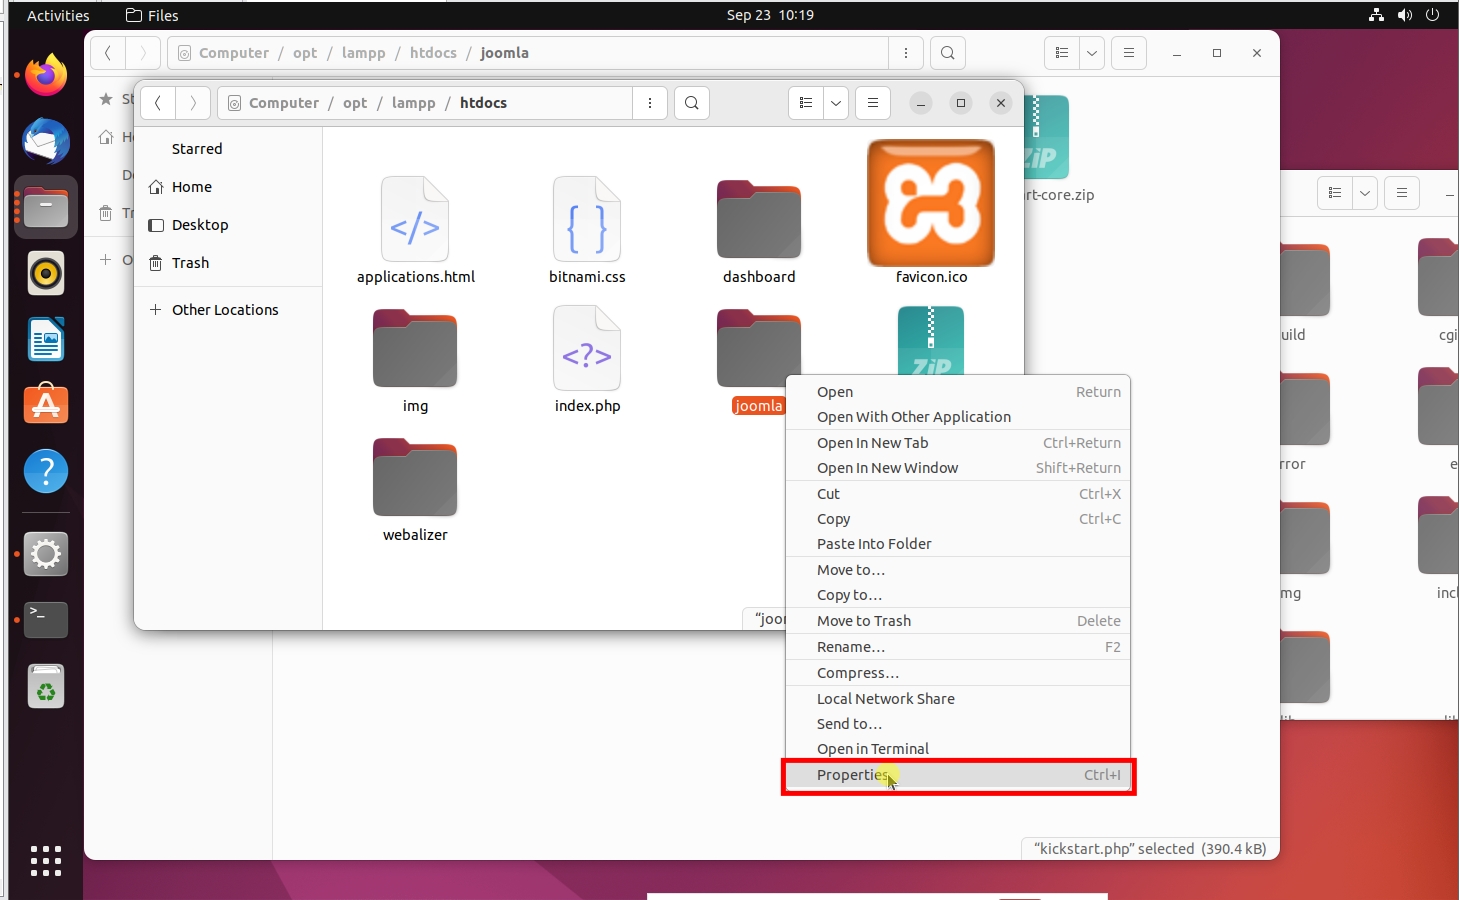 Activities Files Sep 23 10:19
Computer / opt / lampp / htdocs / joomla
Computer / opt / lampp / htdocs
Starred
Home
Desktop
Trash
Other Locations
applications.html bitnami.css dashboard favicon.ico
img index.php joomla
webalizer
ZiP
ZiP
rt-core.zip
Open Return
Open With Other Application
Open In New Tab Ctrl+Return
Open In New Window Shift+Return
Cut Ctrl+X
Copy Ctrl+C
Paste Into Folder
Move to…
Copy to…
Move to Trash Delete
Rename… F2
Compress…
Local Network Share
Send to…
Open in Terminal
Properties Ctrl+I
"joor
uild cgi
rror e
mg incl
"kickstart.php" selected (390.4 kB)